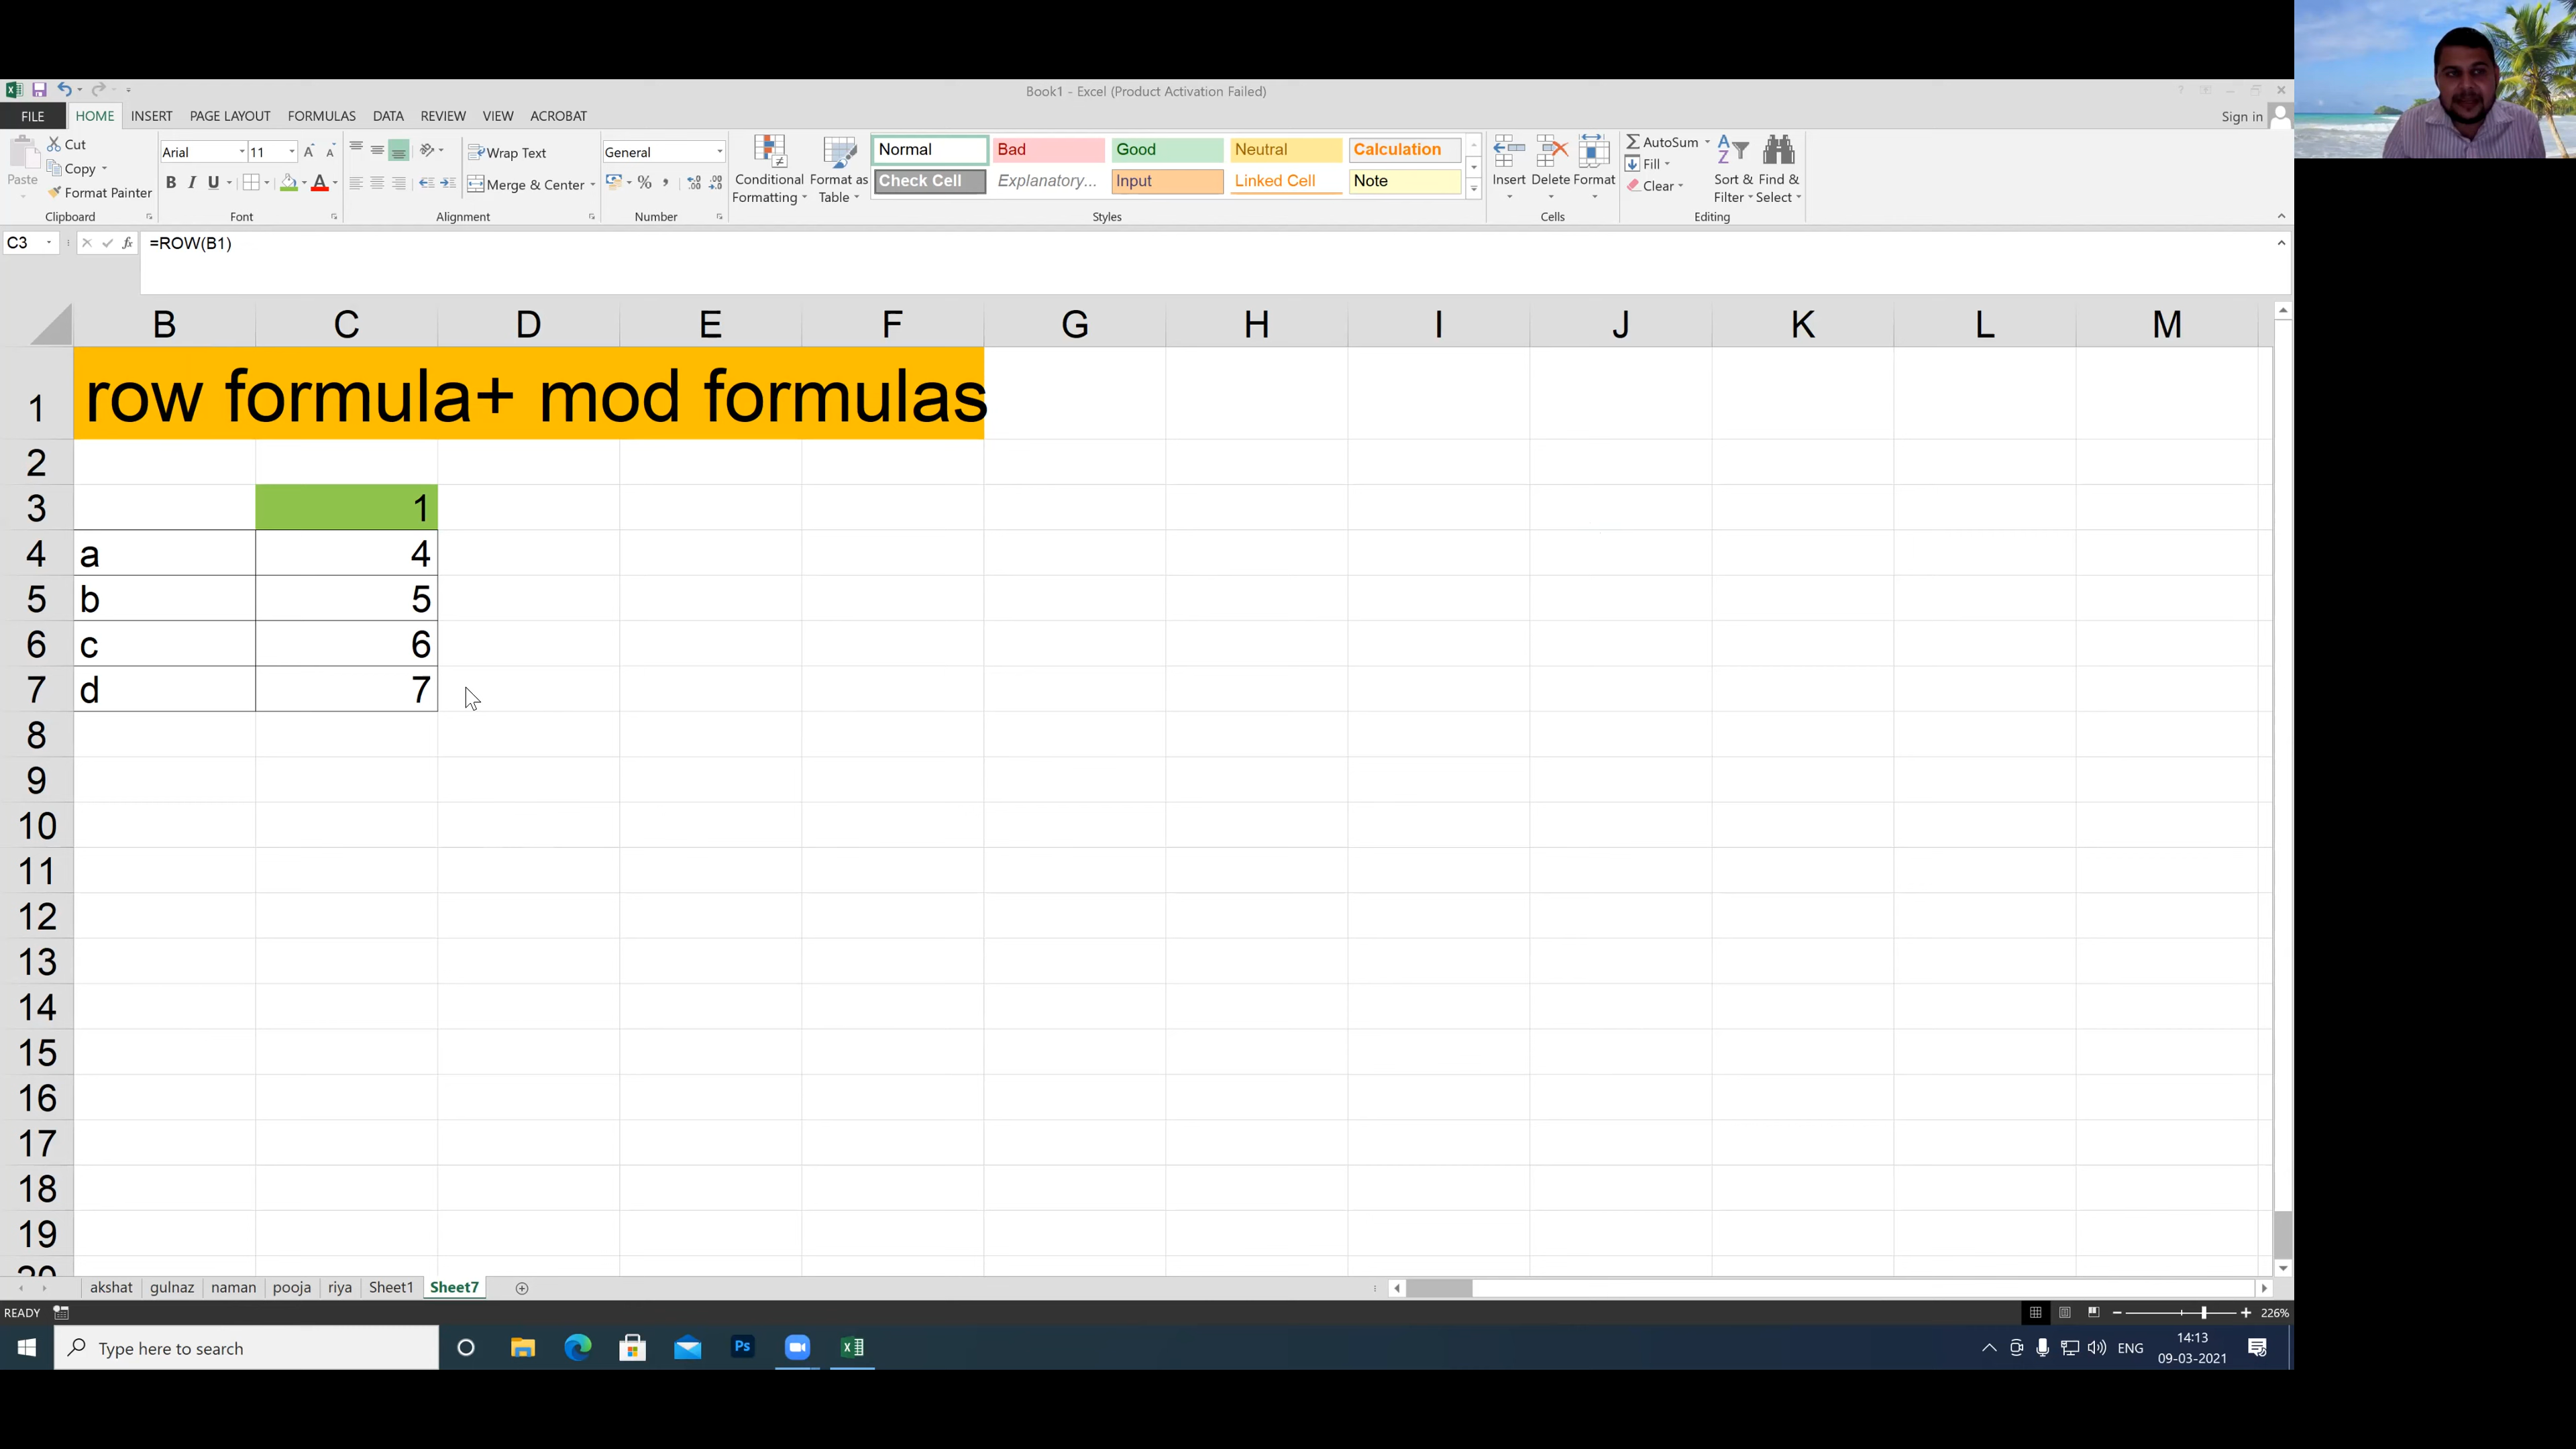 Book1 - Excel (Product Activation Failed)
FILE HOME INSERT PAGE LAYOUT FORMULAS DATA REVIEW VIEW ACROBAT Sign in
Cut
Copy
Format Painter
Paste
Clipboard
Arial 11
B I U
Font
Wrap Text
Merge & Center
Alignment
General
%
Number
Conditional Formatting
Format as Table
Normal Bad Good Neutral Calculation
Check Cell Explanatory... Input Linked Cell Note
Styles
Insert Delete Format
Cells
AutoSum
Fill
Clear
Sort & Filter
Find & Select
Editing
C3 fx =ROW(B1)
B C D E F G H I J K L M
1 row formula+ mod formulas
2
3 1
4 a 4
5 b 5
6 c 6
7 d 7
8
9
10
11
12
13
14
15
16
17
18
19
20
akshat gulnaz naman pooja riya Sheet1 Sheet7
READY 226%
Type here to search
Ps
ENG
14:13
09-03-2021